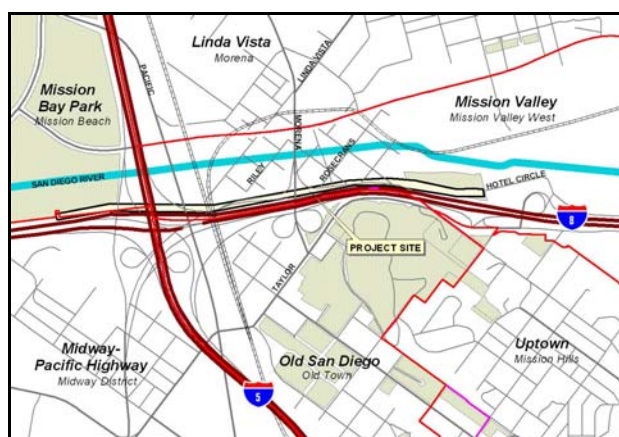 Linda Vista
Morena
LINDA VISTA
PACIFIC
Mission
Bay Park
Mission Beach
MORENA
Mission Valley
Mission Valley West
RILEY
ROSECRANS
SAN DIEGO RIVER
HOTEL CIRCLE
8
PROJECT SITE
TAYLOR
Midway-
Pacific Highway
Midway District
Old San Diego
Old Town
Uptown
Mission Hills
5